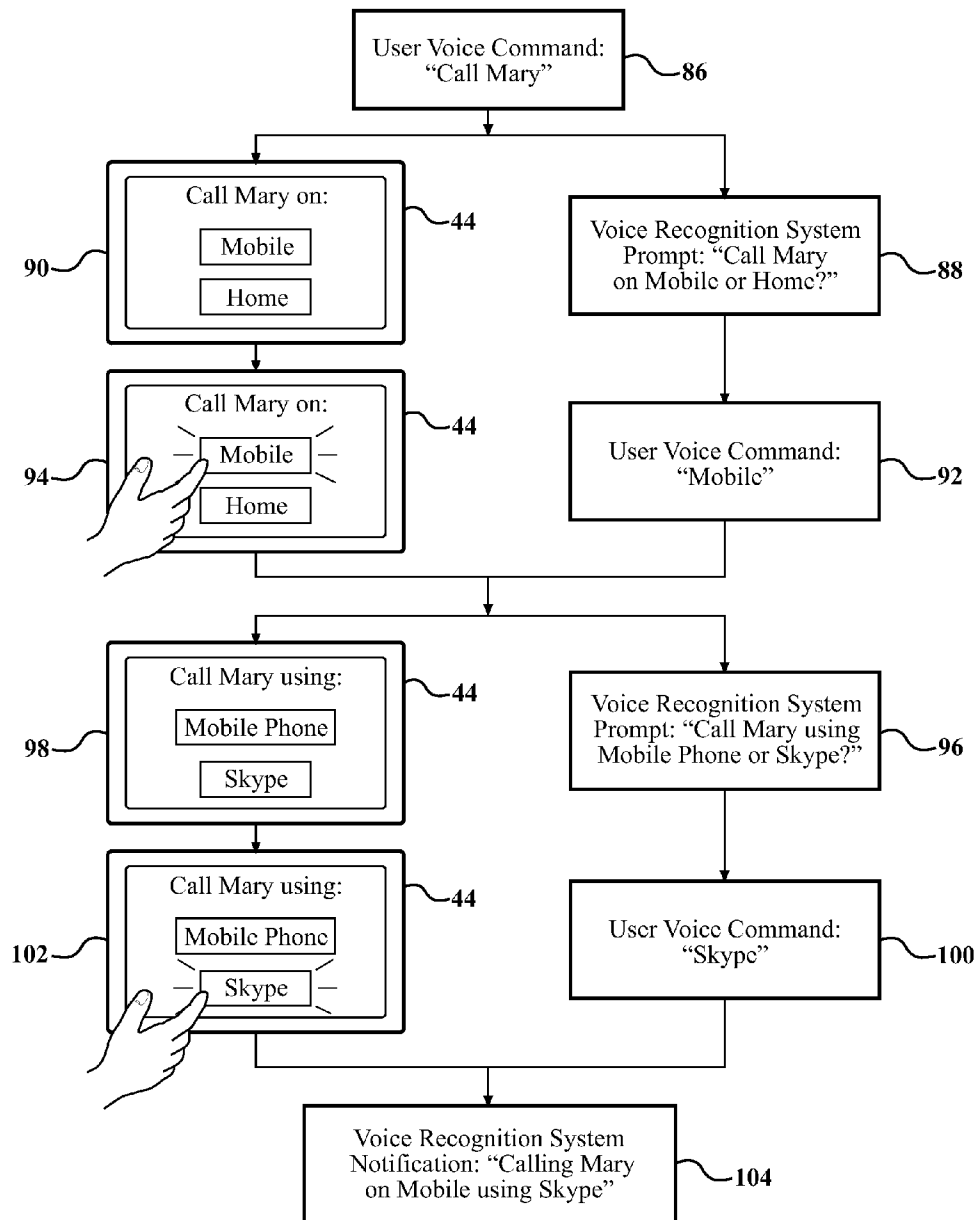 User Voice Command:
“Call Mary”
86
Call Mary on:
Mobile
Home
44
90
Voice Recognition System
Prompt: “Call Mary
on Mobile or Home?”
88
Call Mary on:
Mobile
Home
44
94
User Voice Command:
“Mobile”
92
Call Mary using:
Mobile Phone
Skype
44
98
Voice Recognition System
Prompt: “Call Mary using
Mobile Phone or Skype?”
96
Call Mary using:
Mobile Phone
Skype
44
102
User Voice Command:
“Skype”
100
Voice Recognition System
Notification: “Calling Mary
on Mobile using Skype”
104